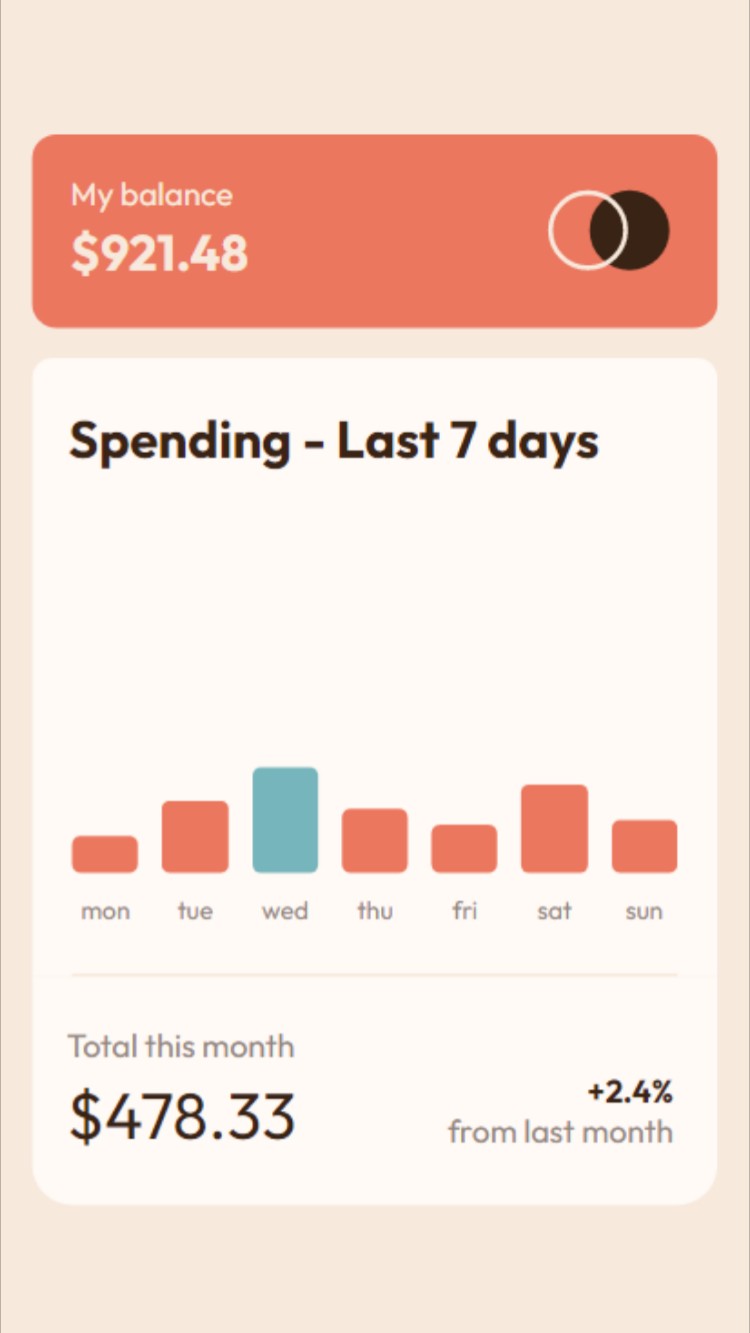 My balance
$921.48
Spending - Last 7 days
mon tue wed thu fri sat sun
Total this month
$478.33
+2.4%
from last month